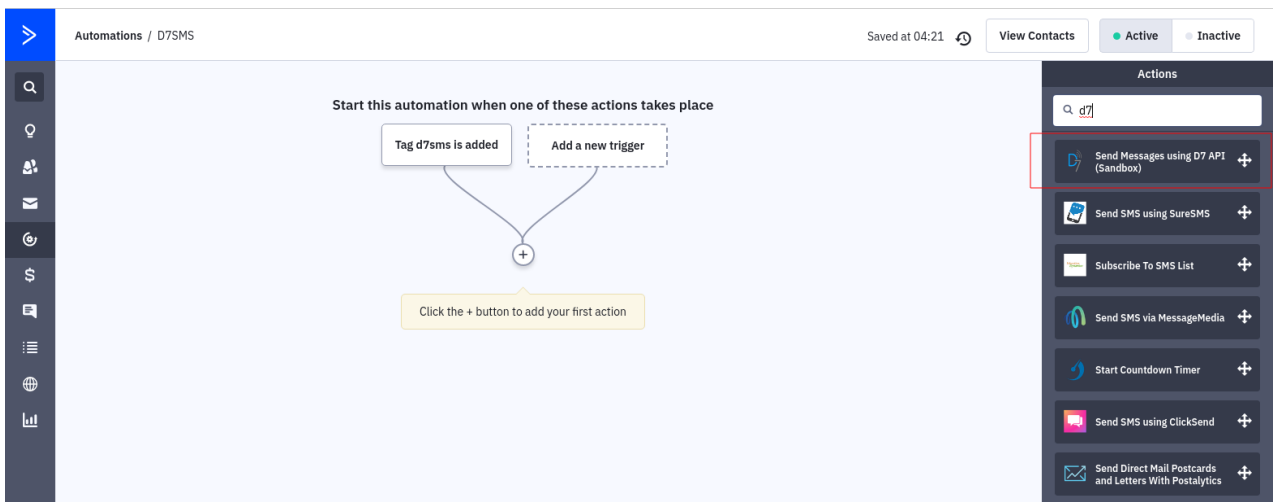 Automations / D7SMS
Saved at 04:21
View Contacts
Active
Inactive
Actions
d7
Start this automation when one of these actions takes place
Tag d7sms is added
Add a new trigger
Click the + button to add your first action
Send Messages using D7 API
(Sandbox)
Send SMS using SureSMS
Subscribe To SMS List
Send SMS via MessageMedia
Start Countdown Timer
Send SMS using ClickSend
Send Direct Mail Postcards
and Letters With Postalytics